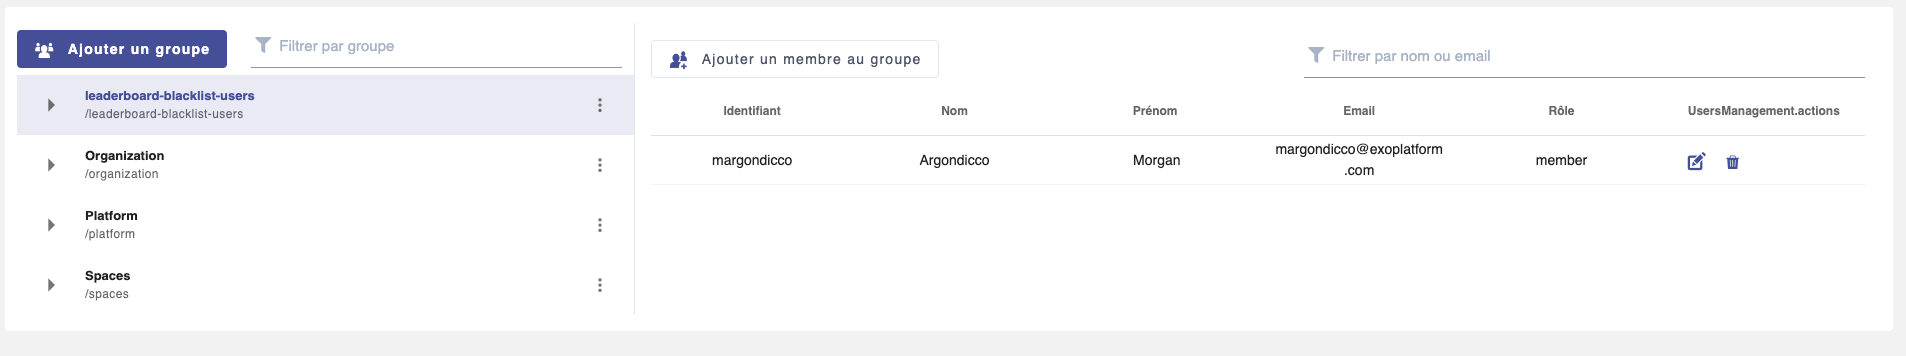 Ajouter un groupe
Filtrer par groupe
leaderboard-blacklist-users
/leaderboard-blacklist-users
Organization
/organization
Platform
/platform
Spaces
/spaces
Ajouter un membre au groupe
Filtrer par nom ou email
Identifiant Nom Prénom Email Rôle UsersManagement.actions
margondicco Argondicco Morgan margondicco@exoplatform member
.com